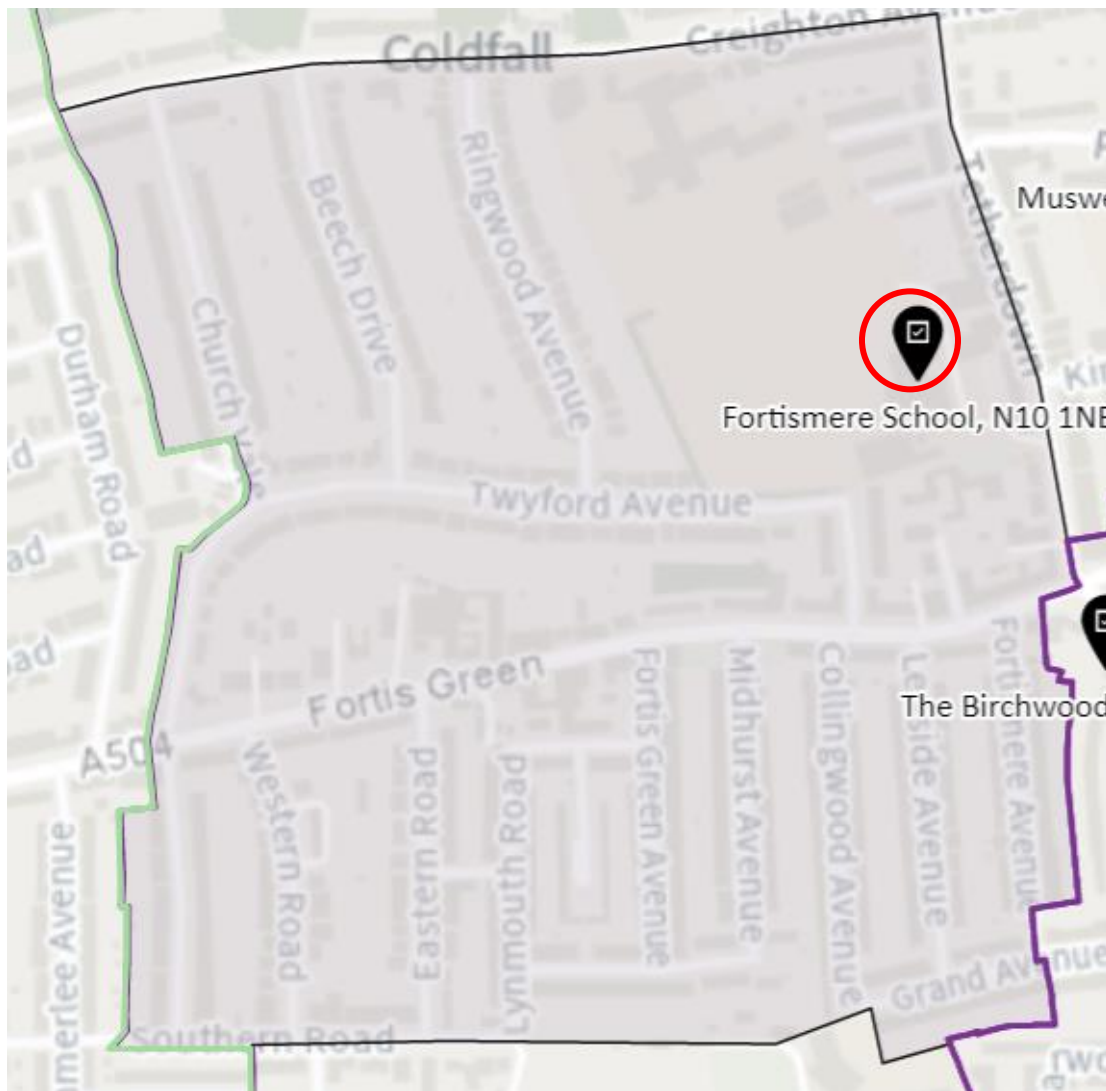 Coldfall
Creighton
Tetherdown
Ringwood Avenue
Beech Drive
Church Vale
Durham Road
Fortismere School, N10 1NE
Twyford Avenue
The Birchwood
Fortis Green
A504
Fortis Green Avenue
Midhurst Avenue
Collingwood Avenue
Leaside Avenue
Fortismere Avenue
Western Road
Eastern Road
Lynmouth Road
Grand Avenue
Southern Road